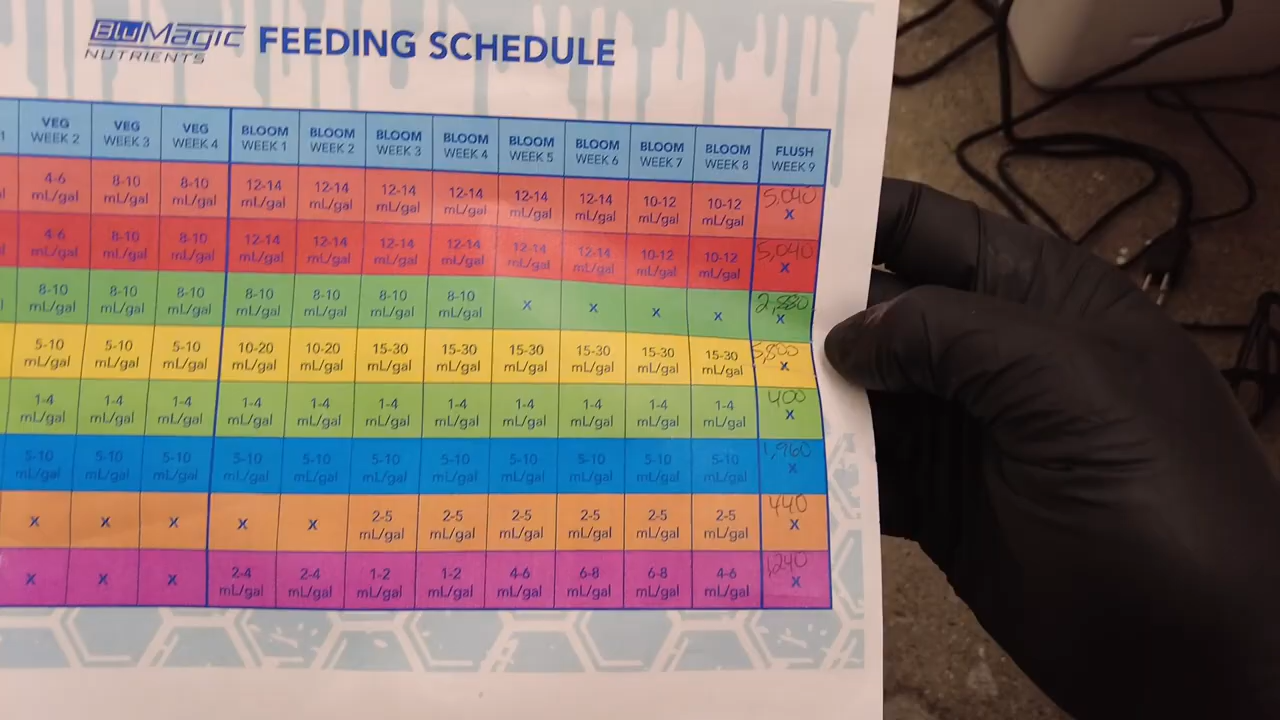 BluMagic FEEDING SCHEDULE
NUTRIENTS
1 VEG WEEK 2 VEG WEEK 3 VEG WEEK 4 BLOOM WEEK 1 BLOOM WEEK 2 BLOOM WEEK 3 BLOOM WEEK 4 BLOOM WEEK 5 BLOOM WEEK 6 BLOOM WEEK 7 BLOOM WEEK 8 FLUSH WEEK 9
4-6 mL/gal 8-10 mL/gal 8-10 mL/gal 12-14 mL/gal 12-14 mL/gal 12-14 mL/gal 12-14 mL/gal 12-14 mL/gal 12-14 mL/gal 10-12 mL/gal 10-12 mL/gal 5,040 x
4-6 mL/gal 8-10 mL/gal 8-10 mL/gal 12-14 mL/gal 12-14 mL/gal 12-14 mL/gal 12-14 mL/gal 12-14 mL/gal 12-14 mL/gal 10-12 mL/gal 10-12 mL/gal 5,040 x
8-10 mL/gal 8-10 mL/gal 8-10 mL/gal 8-10 mL/gal 8-10 mL/gal 8-10 mL/gal 8-10 mL/gal x x x x 2,880 x
5-10 mL/gal 5-10 mL/gal 5-10 mL/gal 10-20 mL/gal 10-20 mL/gal 15-30 mL/gal 15-30 mL/gal 15-30 mL/gal 15-30 mL/gal 15-30 mL/gal 15-30 mL/gal 5,800 x
1-4 mL/gal 1-4 mL/gal 1-4 mL/gal 1-4 mL/gal 1-4 mL/gal 1-4 mL/gal 1-4 mL/gal 1-4 mL/gal 1-4 mL/gal 1-4 mL/gal 1-4 mL/gal 400 x
5-10 mL/gal 5-10 mL/gal 5-10 mL/gal 5-10 mL/gal 5-10 mL/gal 5-10 mL/gal 5-10 mL/gal 5-10 mL/gal 5-10 mL/gal 5-10 mL/gal 5-10 mL/gal 1,960 x
x x x x x 2-5 mL/gal 2-5 mL/gal 2-5 mL/gal 2-5 mL/gal 2-5 mL/gal 2-5 mL/gal 440 x
x x x 2-4 mL/gal 2-4 mL/gal 1-2 mL/gal 1-2 mL/gal 4-6 mL/gal 6-8 mL/gal 6-8 mL/gal 4-6 mL/gal 1,240 x